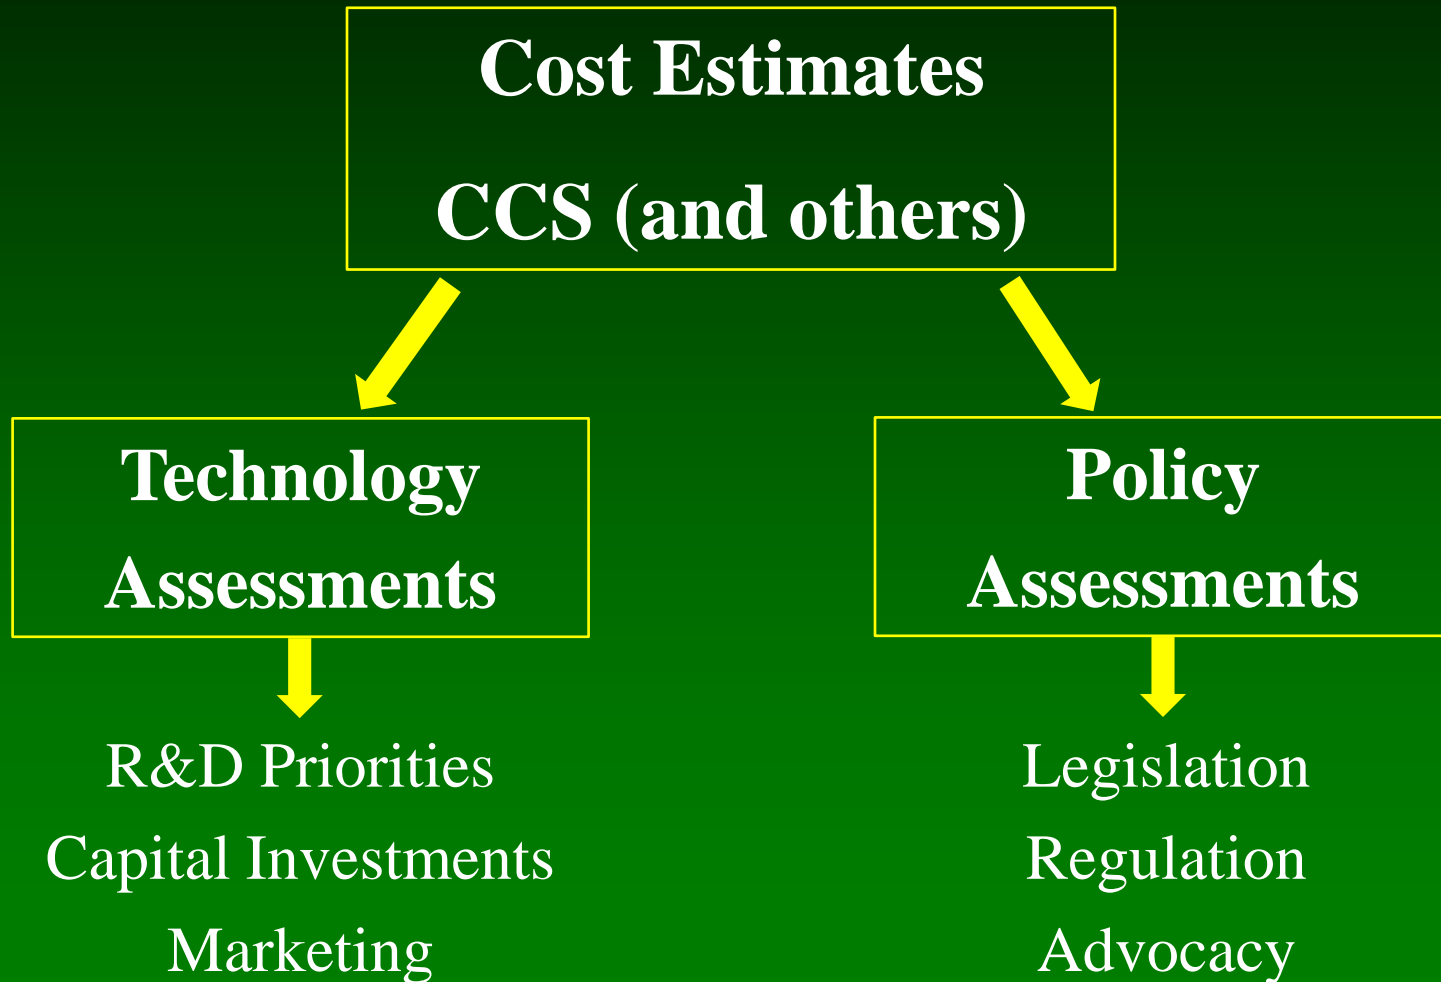 Cost Estimates
CCS (and others)
Technology
Assessments
Policy
Assessments
R&D Priorities
Capital Investments
Marketing
Legislation
Regulation
Advocacy